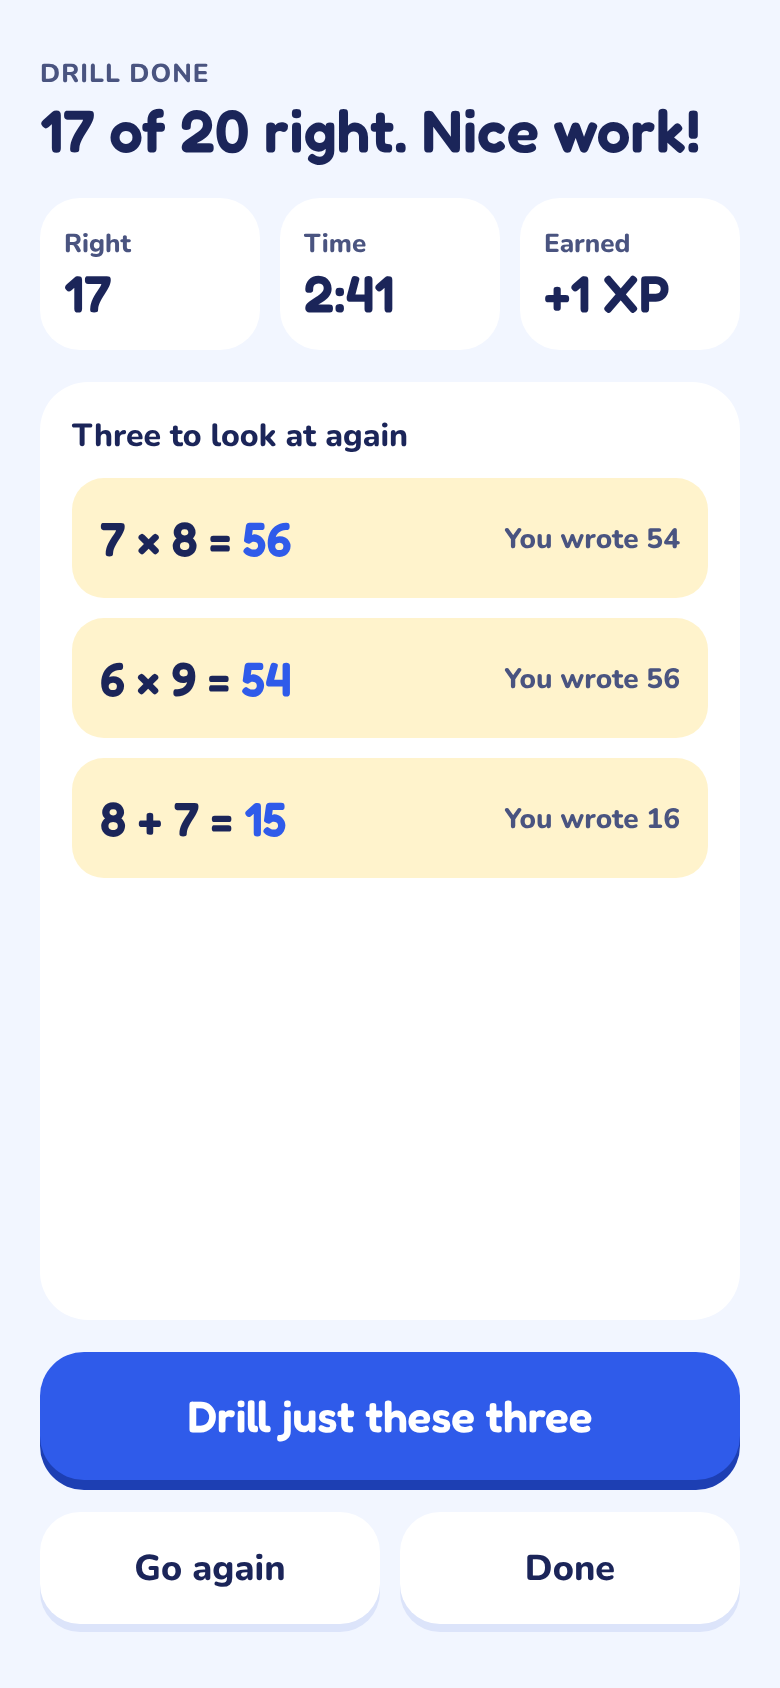 DRILL DONE
17 of 20 right. Nice work!
Right
17
Time
2:41
Earned
+1 XP
Three to look at again
7 × 8 = 56
You wrote 54
6 × 9 = 54
You wrote 56
8 + 7 = 15
You wrote 16
Drill just these three
Go again
Done